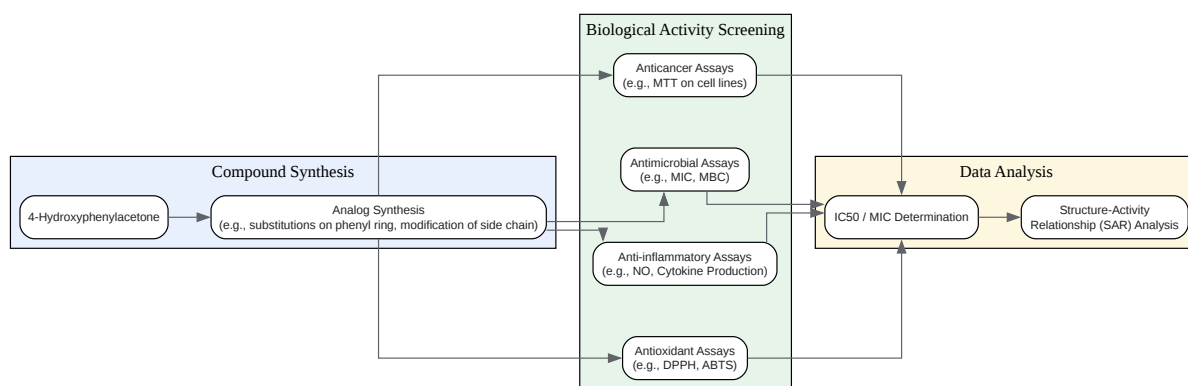 Biological Activity Screening
Anticancer Assays
(e.g., MTT on cell lines)
Compound Synthesis
4-Hydroxyphenylacetone
Analog Synthesis
(e.g., substitutions on phenyl ring, modification of side chain)
Antimicrobial Assays
(e.g., MIC, MBC)
Anti-inflammatory Assays
(e.g., NO, Cytokine Production)
Antioxidant Assays
(e.g., DPPH, ABTS)
Data Analysis
IC50 / MIC Determination
Structure-Activity
Relationship (SAR) Analysis